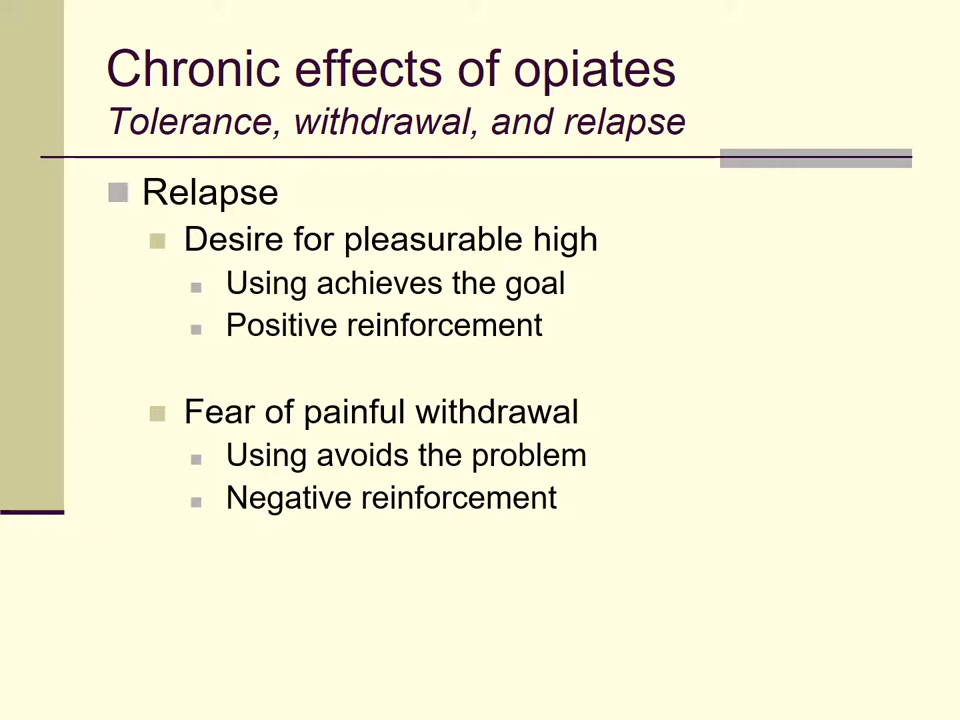 Chronic effects of opiates
Tolerance, withdrawal, and relapse
Relapse
Desire for pleasurable high
Using achieves the goal
Positive reinforcement
Fear of painful withdrawal
Using avoids the problem
Negative reinforcement